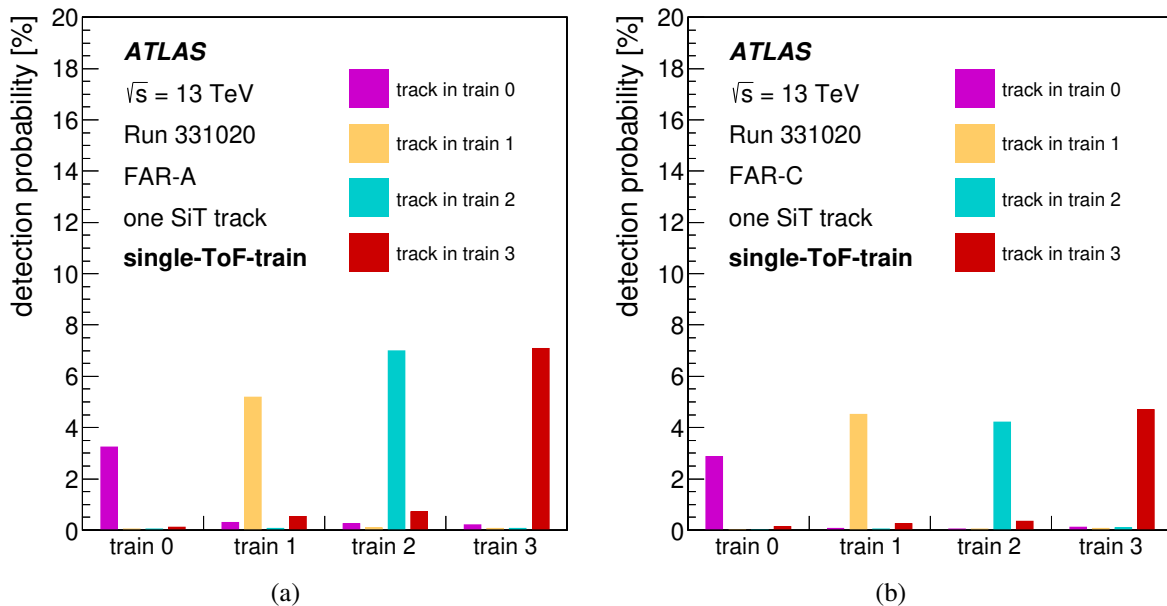 detection probability [%]
20
18
16
14
12
10
8
6
4
2
0
ATLAS
√s = 13 TeV
Run 331020
FAR-A
one SiT track
single-ToF-train
track in train 0
track in train 1
track in train 2
track in train 3
train 0
train 1
train 2
train 3
(a)
detection probability [%]
20
18
16
14
12
10
8
6
4
2
0
ATLAS
√s = 13 TeV
Run 331020
FAR-C
one SiT track
single-ToF-train
track in train 0
track in train 1
track in train 2
track in train 3
train 0
train 1
train 2
train 3
(b)